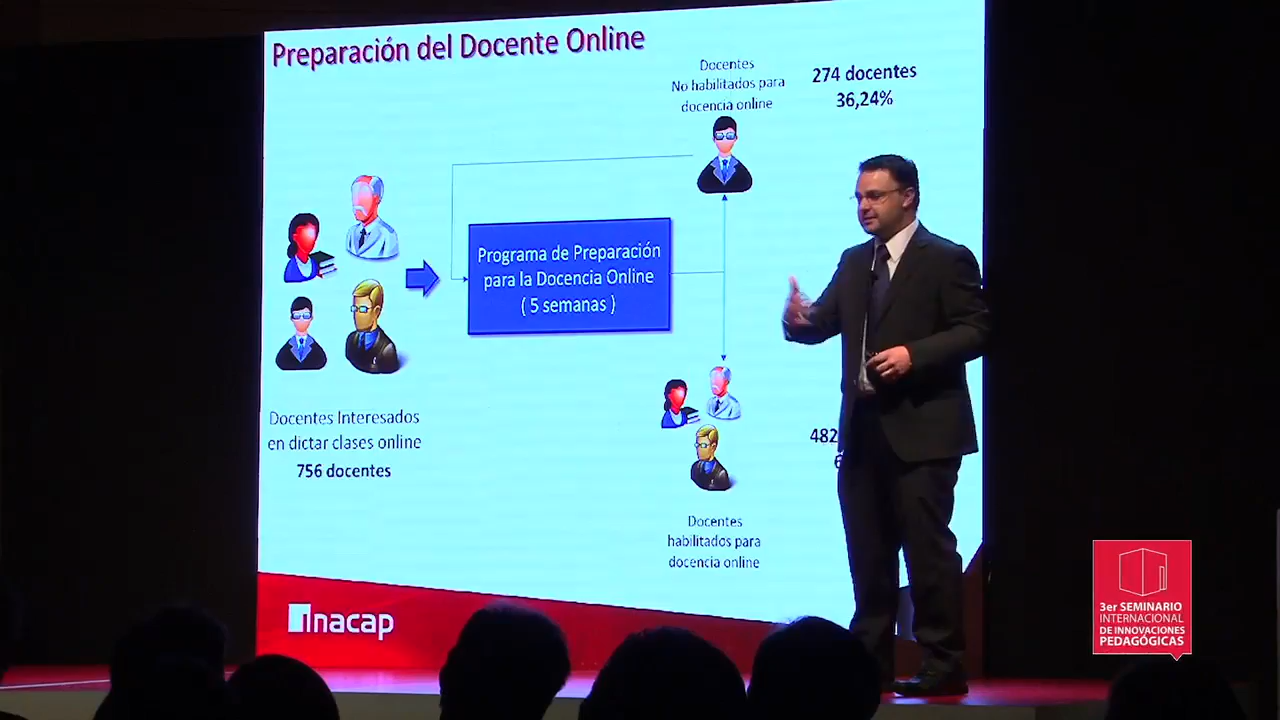 Preparación del Docente Online
Docentes
No habilitados para
docencia online
274 docentes
36,24%
Programa de Preparación
para la Docencia Online
( 5 semanas )
Docentes Interesados
en dictar clases online
756 docentes
482
Docentes
habilitados para
docencia online
inacap
3er SEMINARIO
INTERNACIONAL
DE INNOVACIONES
PEDAGÓGICAS